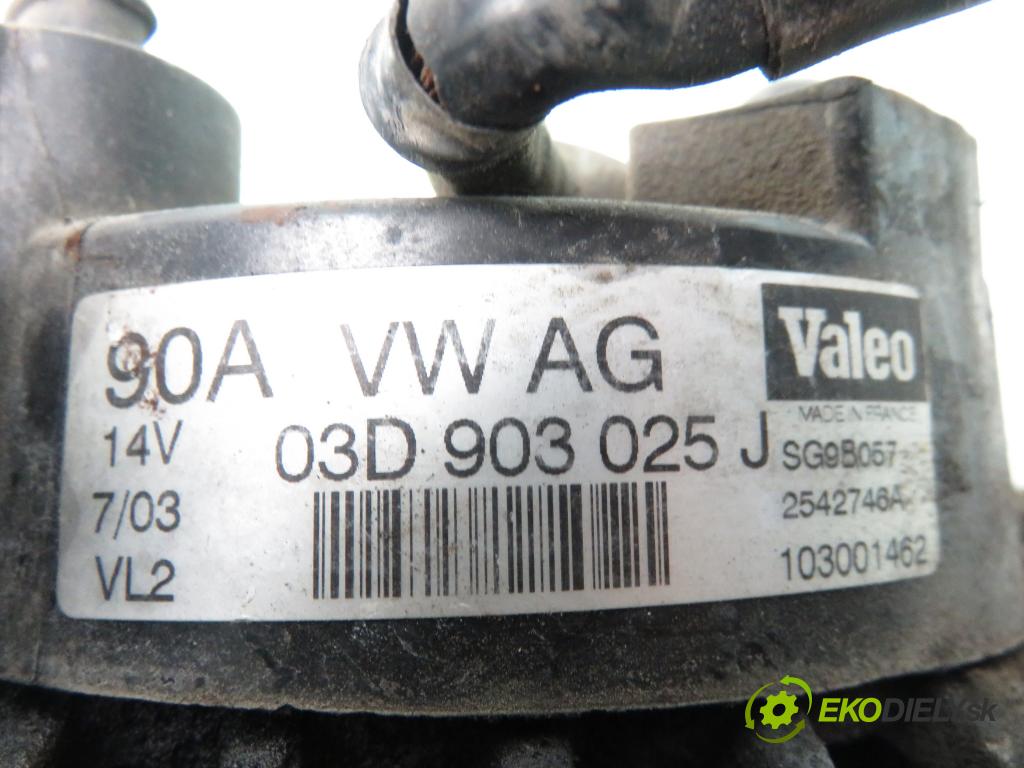 90A VW AG
Valeo
MADE IN FRANCE
14V
03D 903 025 J
SG9B057
7/03
2542746A
VL2
103001462
EKODIELY.sk